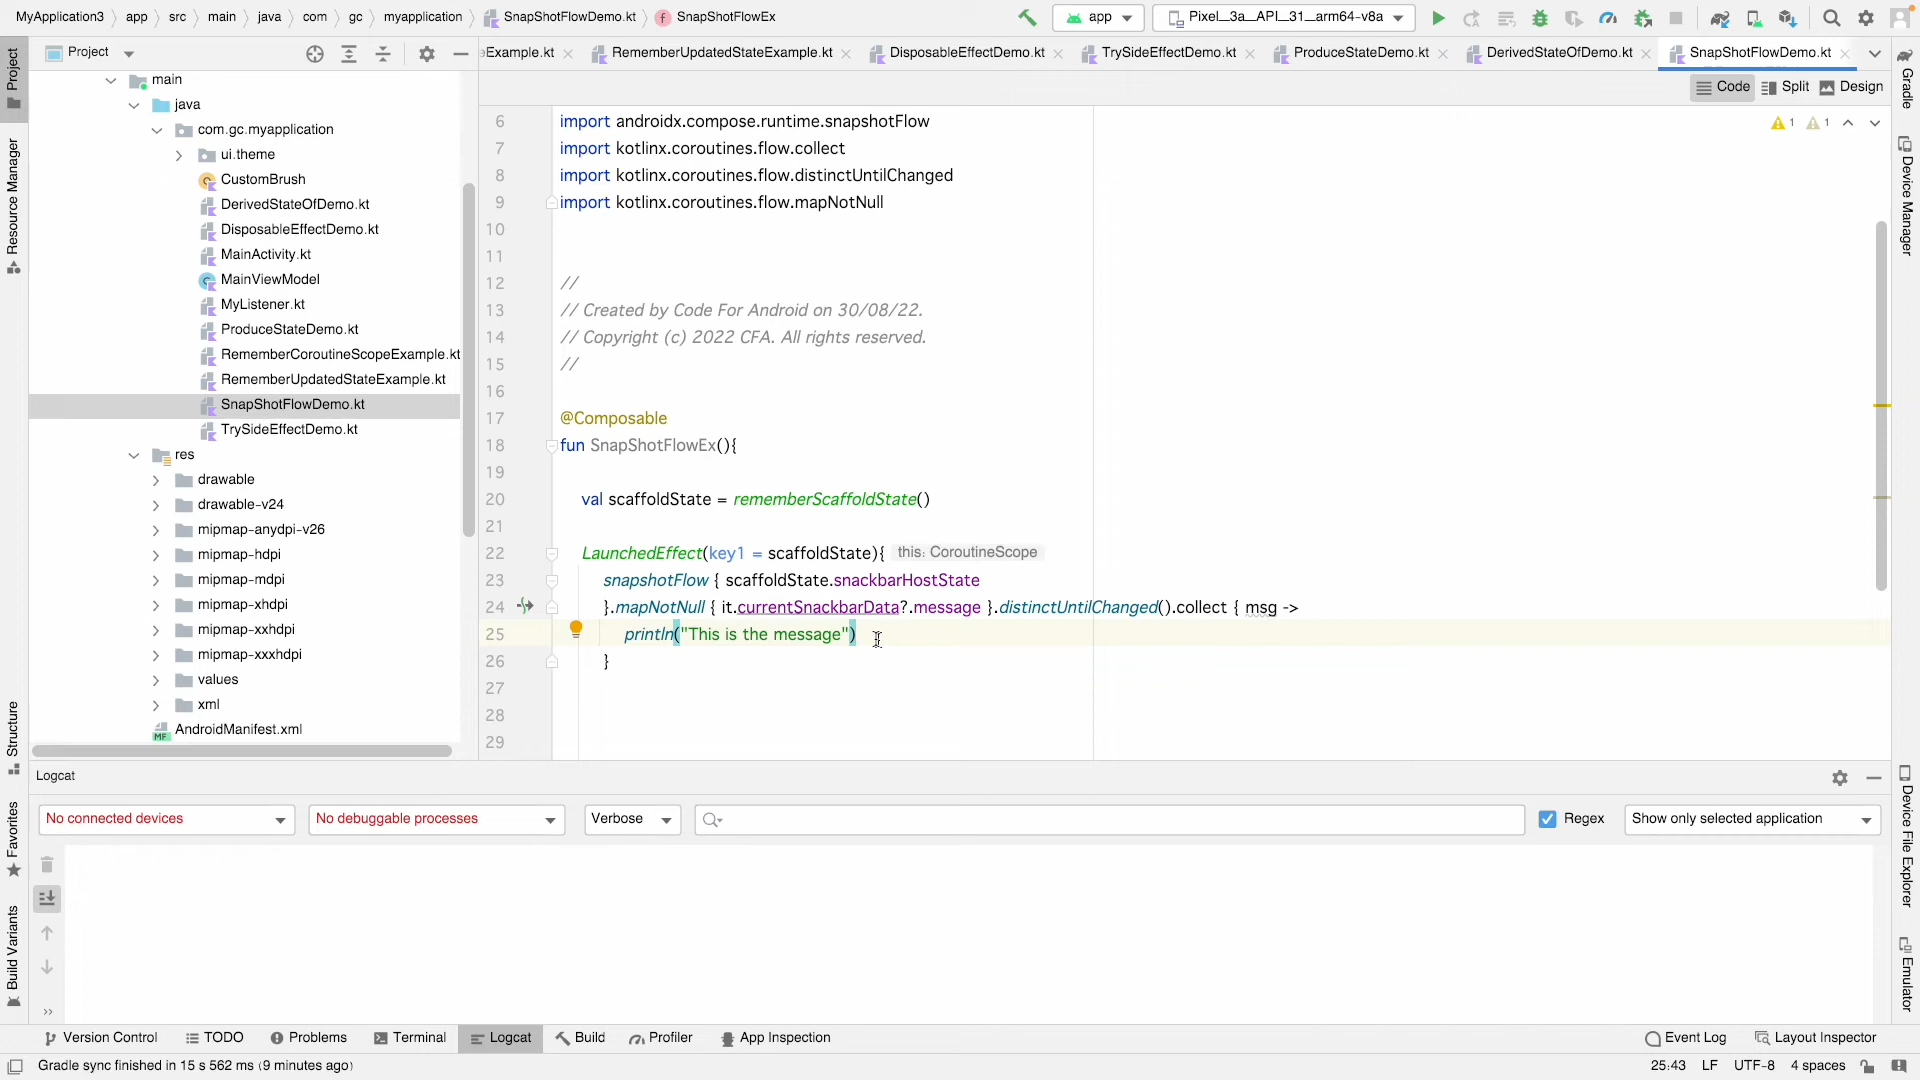 MyApplication3 app src main java com gc myapplication SnapShotFlowDemo.kt SnapShotFlowEx
app Pixel_3a_API_31_arm64-v8a
Project
eExample.kt RememberUpdatedStateExample.kt DisposableEffectDemo.kt TrySideEffectDemo.kt ProduceStateDemo.kt DerivedStateOfDemo.kt SnapShotFlowDemo.kt
Code Split Design
main
java
com.gc.myapplication
ui.theme
CustomBrush
DerivedStateOfDemo.kt
DisposableEffectDemo.kt
MainActivity.kt
MainViewModel
MyListener.kt
ProduceStateDemo.kt
RememberCoroutineScopeExample.kt
RememberUpdatedStateExample.kt
SnapShotFlowDemo.kt
TrySideEffectDemo.kt
res
drawable
drawable-v24
mipmap-anydpi-v26
mipmap-hdpi
mipmap-mdpi
mipmap-xhdpi
mipmap-xxhdpi
mipmap-xxxhdpi
values
xml
MF AndroidManifest.xml
1 1
6 import androidx.compose.runtime.snapshotFlow
7 import kotlinx.coroutines.flow.collect
8 import kotlinx.coroutines.flow.distinctUntilChanged
9 import kotlinx.coroutines.flow.mapNotNull
10
11
12 //
13 // Created by Code For Android on 30/08/22.
14 // Copyright (c) 2022 CFA. All rights reserved.
15 //
16
17 @Composable
18 fun SnapShotFlowEx(){
19
20 val scaffoldState = rememberScaffoldState()
21
22 LaunchedEffect(key1 = scaffoldState){ this: CoroutineScope
23 snapshotFlow { scaffoldState.snackbarHostState
24 }.mapNotNull { it.currentSnackbarData?.message }.distinctUntilChanged().collect { msg ->
25 println("This is the message")
26 }
27
28
29
Project
Resource Manager
Structure
Favorites
Build Variants
Gradle
Device Manager
Device File Explorer
Emulator
Logcat
No connected devices No debuggable processes Verbose Regex Show only selected application
Version Control TODO Problems Terminal Logcat Build Profiler App Inspection Event Log Layout Inspector
Gradle sync finished in 15 s 562 ms (9 minutes ago) 25:43 LF UTF-8 4 spaces